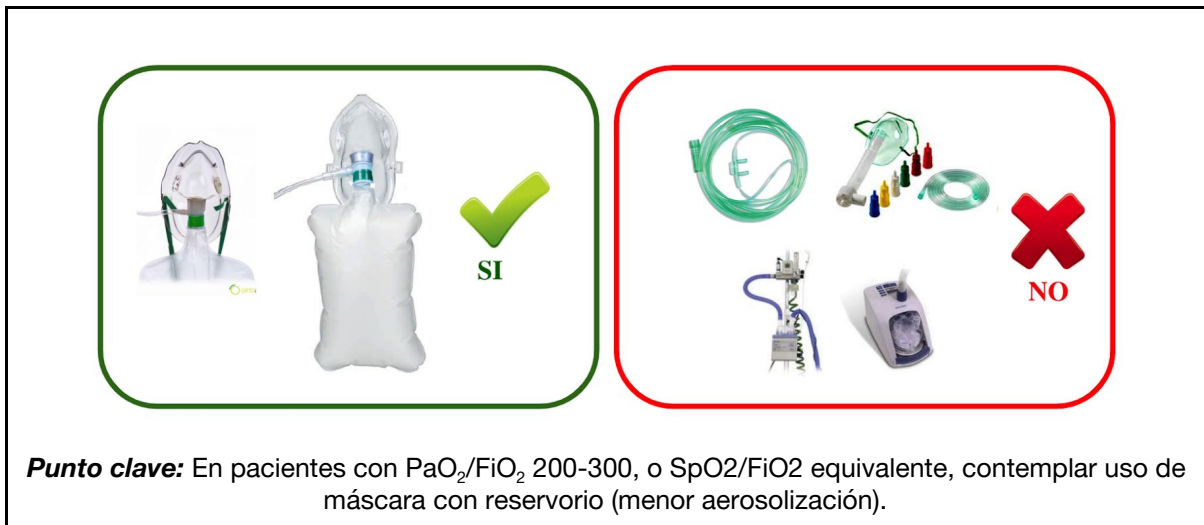 SI
NO
Punto clave: En pacientes con PaO₂/FiO₂ 200-300, o SpO2/FiO2 equivalente, contemplar uso de
máscara con reservorio (menor aerosolización).